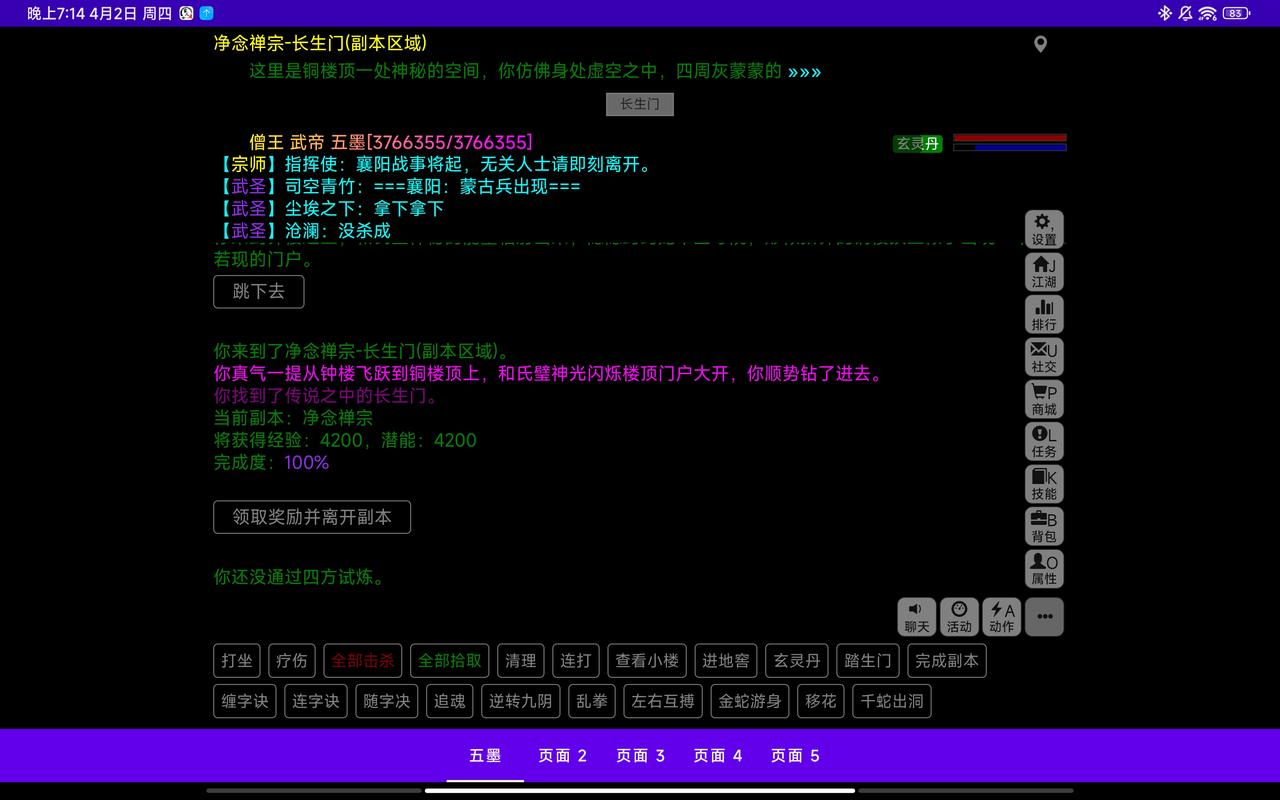 晚上7:14 4月2日 周四
83
净念禅宗-长生门(副本区域)
这里是铜楼顶一处神秘的空间，你仿佛身处虚空之中，四周灰蒙蒙的 »»»
长生门
僧王 武帝 五墨[3766355/3766355]
玄灵丹
【宗师】指挥使：襄阳战事将起，无关人士请即刻离开。
【武圣】司空青竹：===襄阳：蒙古兵出现===
【武圣】尘埃之下：拿下拿下
【武圣】沧澜：没杀成
若现的门户。
跳下去
你来到了净念禅宗-长生门(副本区域)。
你真气一提从钟楼飞跃到铜楼顶上，和氏璧神光闪烁楼顶门户大开，你顺势钻了进去。
你找到了传说之中的长生门。
当前副本：净念禅宗
将获得经验：4200，潜能：4200
完成度：100%
领取奖励并离开副本
你还没通过四方试炼。
设置
J 江湖
排行
U 社交
P 商城
L 任务
K 技能
B 背包
O 属性
聊天 活动 A 动作 •••
打坐 疗伤 全部击杀 全部拾取 清理 连打 查看小楼 进地窖 玄灵丹 踏生门 完成副本
缠字诀 连字诀 随字决 追魂 逆转九阴 乱拳 左右互搏 金蛇游身 移花 千蛇出洞
五墨 页面 2 页面 3 页面 4 页面 5